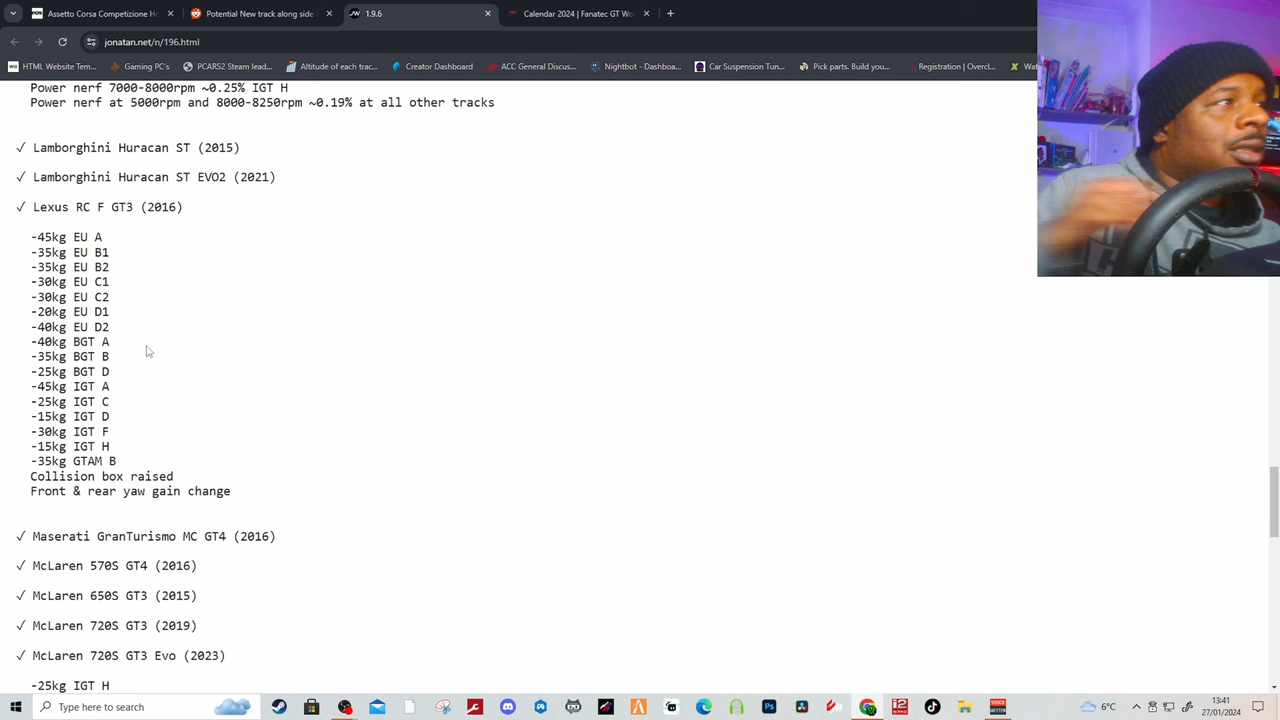 Assetto Corsa Competizione Ho
Potential New track along side
1.9.6
Calendar 2024 | Fanatec GT Wo
jonatan.net/n/196.html
HTML Website Tem...
Gaming PC's
PCARS2 Steam lead...
Altitude of each trac...
Creator Dashboard
ACC General Discus...
Nightbot - Dashboa...
Car Suspension Tun...
Pick parts. Build you...
Registration | Overcl...
Wat
Power nerf 7000-8000rpm ~0.25% IGT H
Power nerf at 5000rpm and 8000-8250rpm ~0.19% at all other tracks
✓ Lamborghini Huracan ST (2015)
✓ Lamborghini Huracan ST EVO2 (2021)
✓ Lexus RC F GT3 (2016)
-45kg EU A
-35kg EU B1
-35kg EU B2
-30kg EU C1
-30kg EU C2
-20kg EU D1
-40kg EU D2
-40kg BGT A
-35kg BGT B
-25kg BGT D
-45kg IGT A
-25kg IGT C
-15kg IGT D
-30kg IGT F
-15kg IGT H
-35kg GTAM B
Collision box raised
Front & rear yaw gain change
✓ Maserati GranTurismo MC GT4 (2016)
✓ McLaren 570S GT4 (2016)
✓ McLaren 650S GT3 (2015)
✓ McLaren 720S GT3 (2019)
✓ McLaren 720S GT3 Evo (2023)
-25kg IGT H
Type here to search
6°C
13:41
27/01/2024